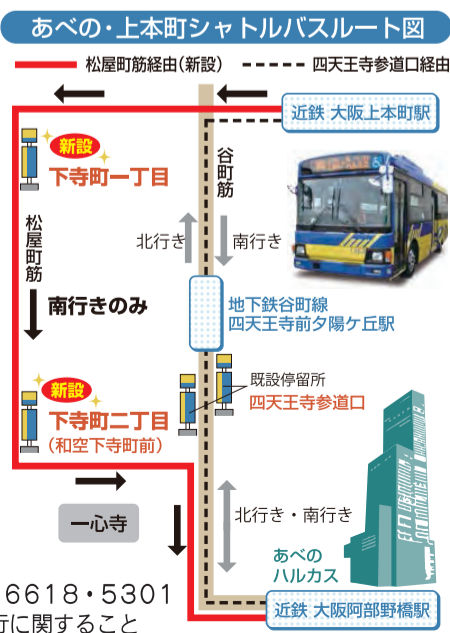 あべの・上本町シャトルバスルート図
松屋町筋経由(新設)
四天王寺参道口経由
近鉄 大阪上本町駅
新設
下寺町一丁目
谷町筋
松屋町筋
北行き
南行き
南行きのみ
地下鉄谷町線
四天王寺前夕陽ケ丘駅
新設
下寺町二丁目
(和空下寺町前)
既設停留所
四天王寺参道口
一心寺
北行き・南行き
あべの
ハルカス
近鉄 大阪阿部野橋駅
6618・5301
行に関すること